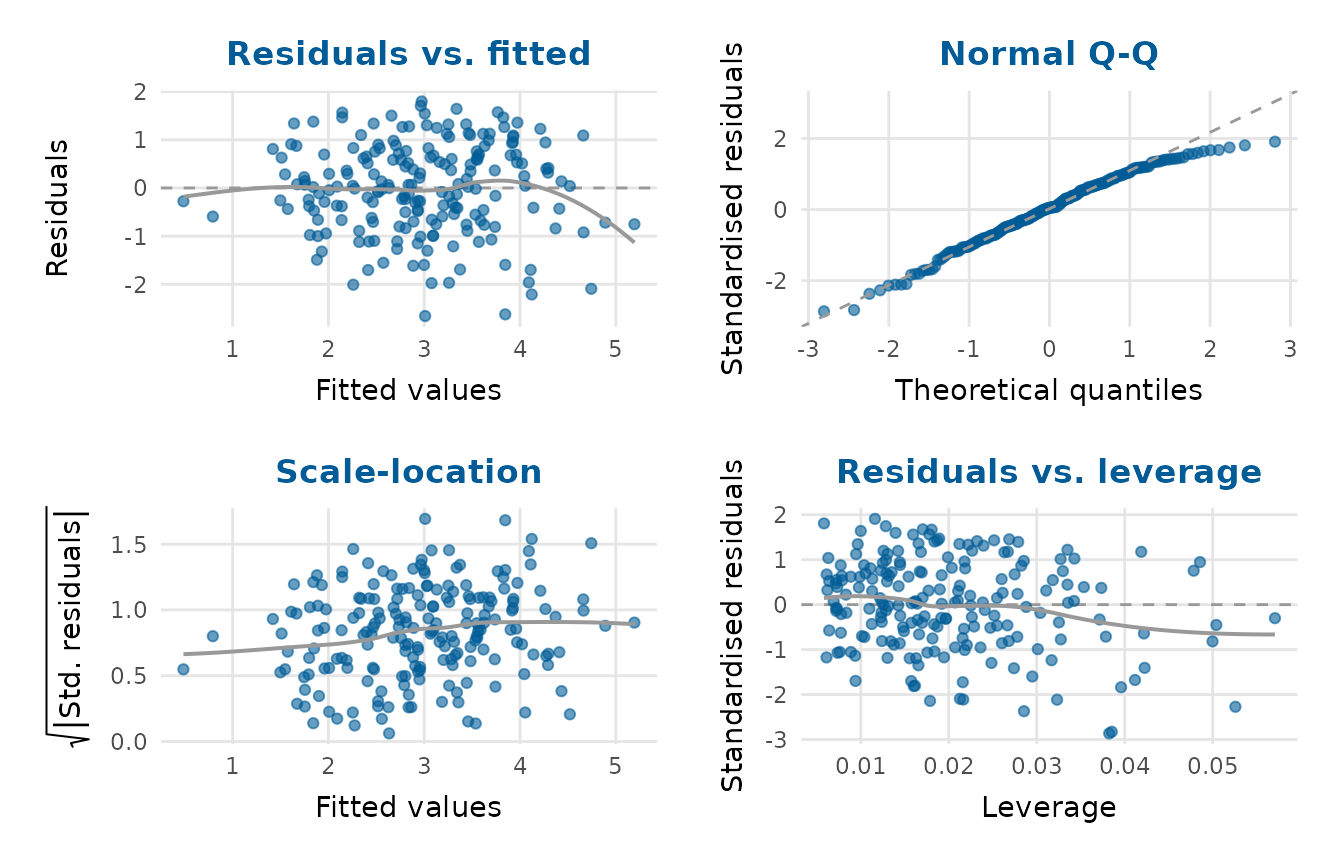 Residuals vs. fitted
Residuals
2
1
0
-1
-2
1 2 3 4 5
Fitted values
Normal Q-Q
Standardised residuals
2
0
-2
-3 -2 -1 0 1 2 3
Theoretical quantiles
Scale-location
√|Std. residuals|
1.5
1.0
0.5
0.0
1 2 3 4 5
Fitted values
Residuals vs. leverage
Standardised residuals
2
1
0
-1
-2
-3
0.01 0.02 0.03 0.04 0.05
Leverage